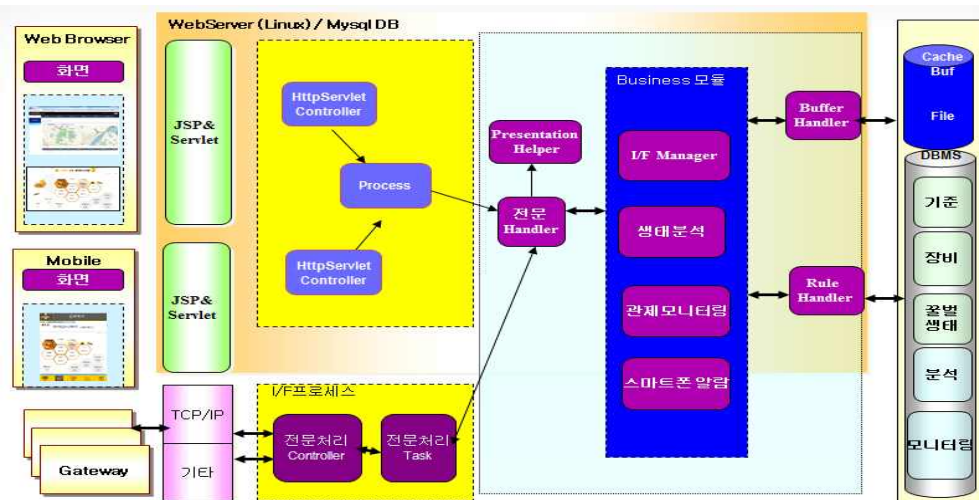 WebServer (Linux) / Mysql DB
Web Browser
화면
JSP&
Servlet
HttpServlet
Controller
Process
HttpServlet
Controller
Presentation
Helper
전문
Handler
Business 모듈
I/F Manager
생태분석
관제모니터링
스마트폰 알람
Buffer
Handler
Rule
Handler
Cache
Buf
File
DBMS
기준
장비
꿀벌
생태
분석
모니터링
Mobile
화면
JSP&
Servlet
Gateway
TCP/IP
기타
I/F프로세스
전문처리
Controller
전문처리
Task